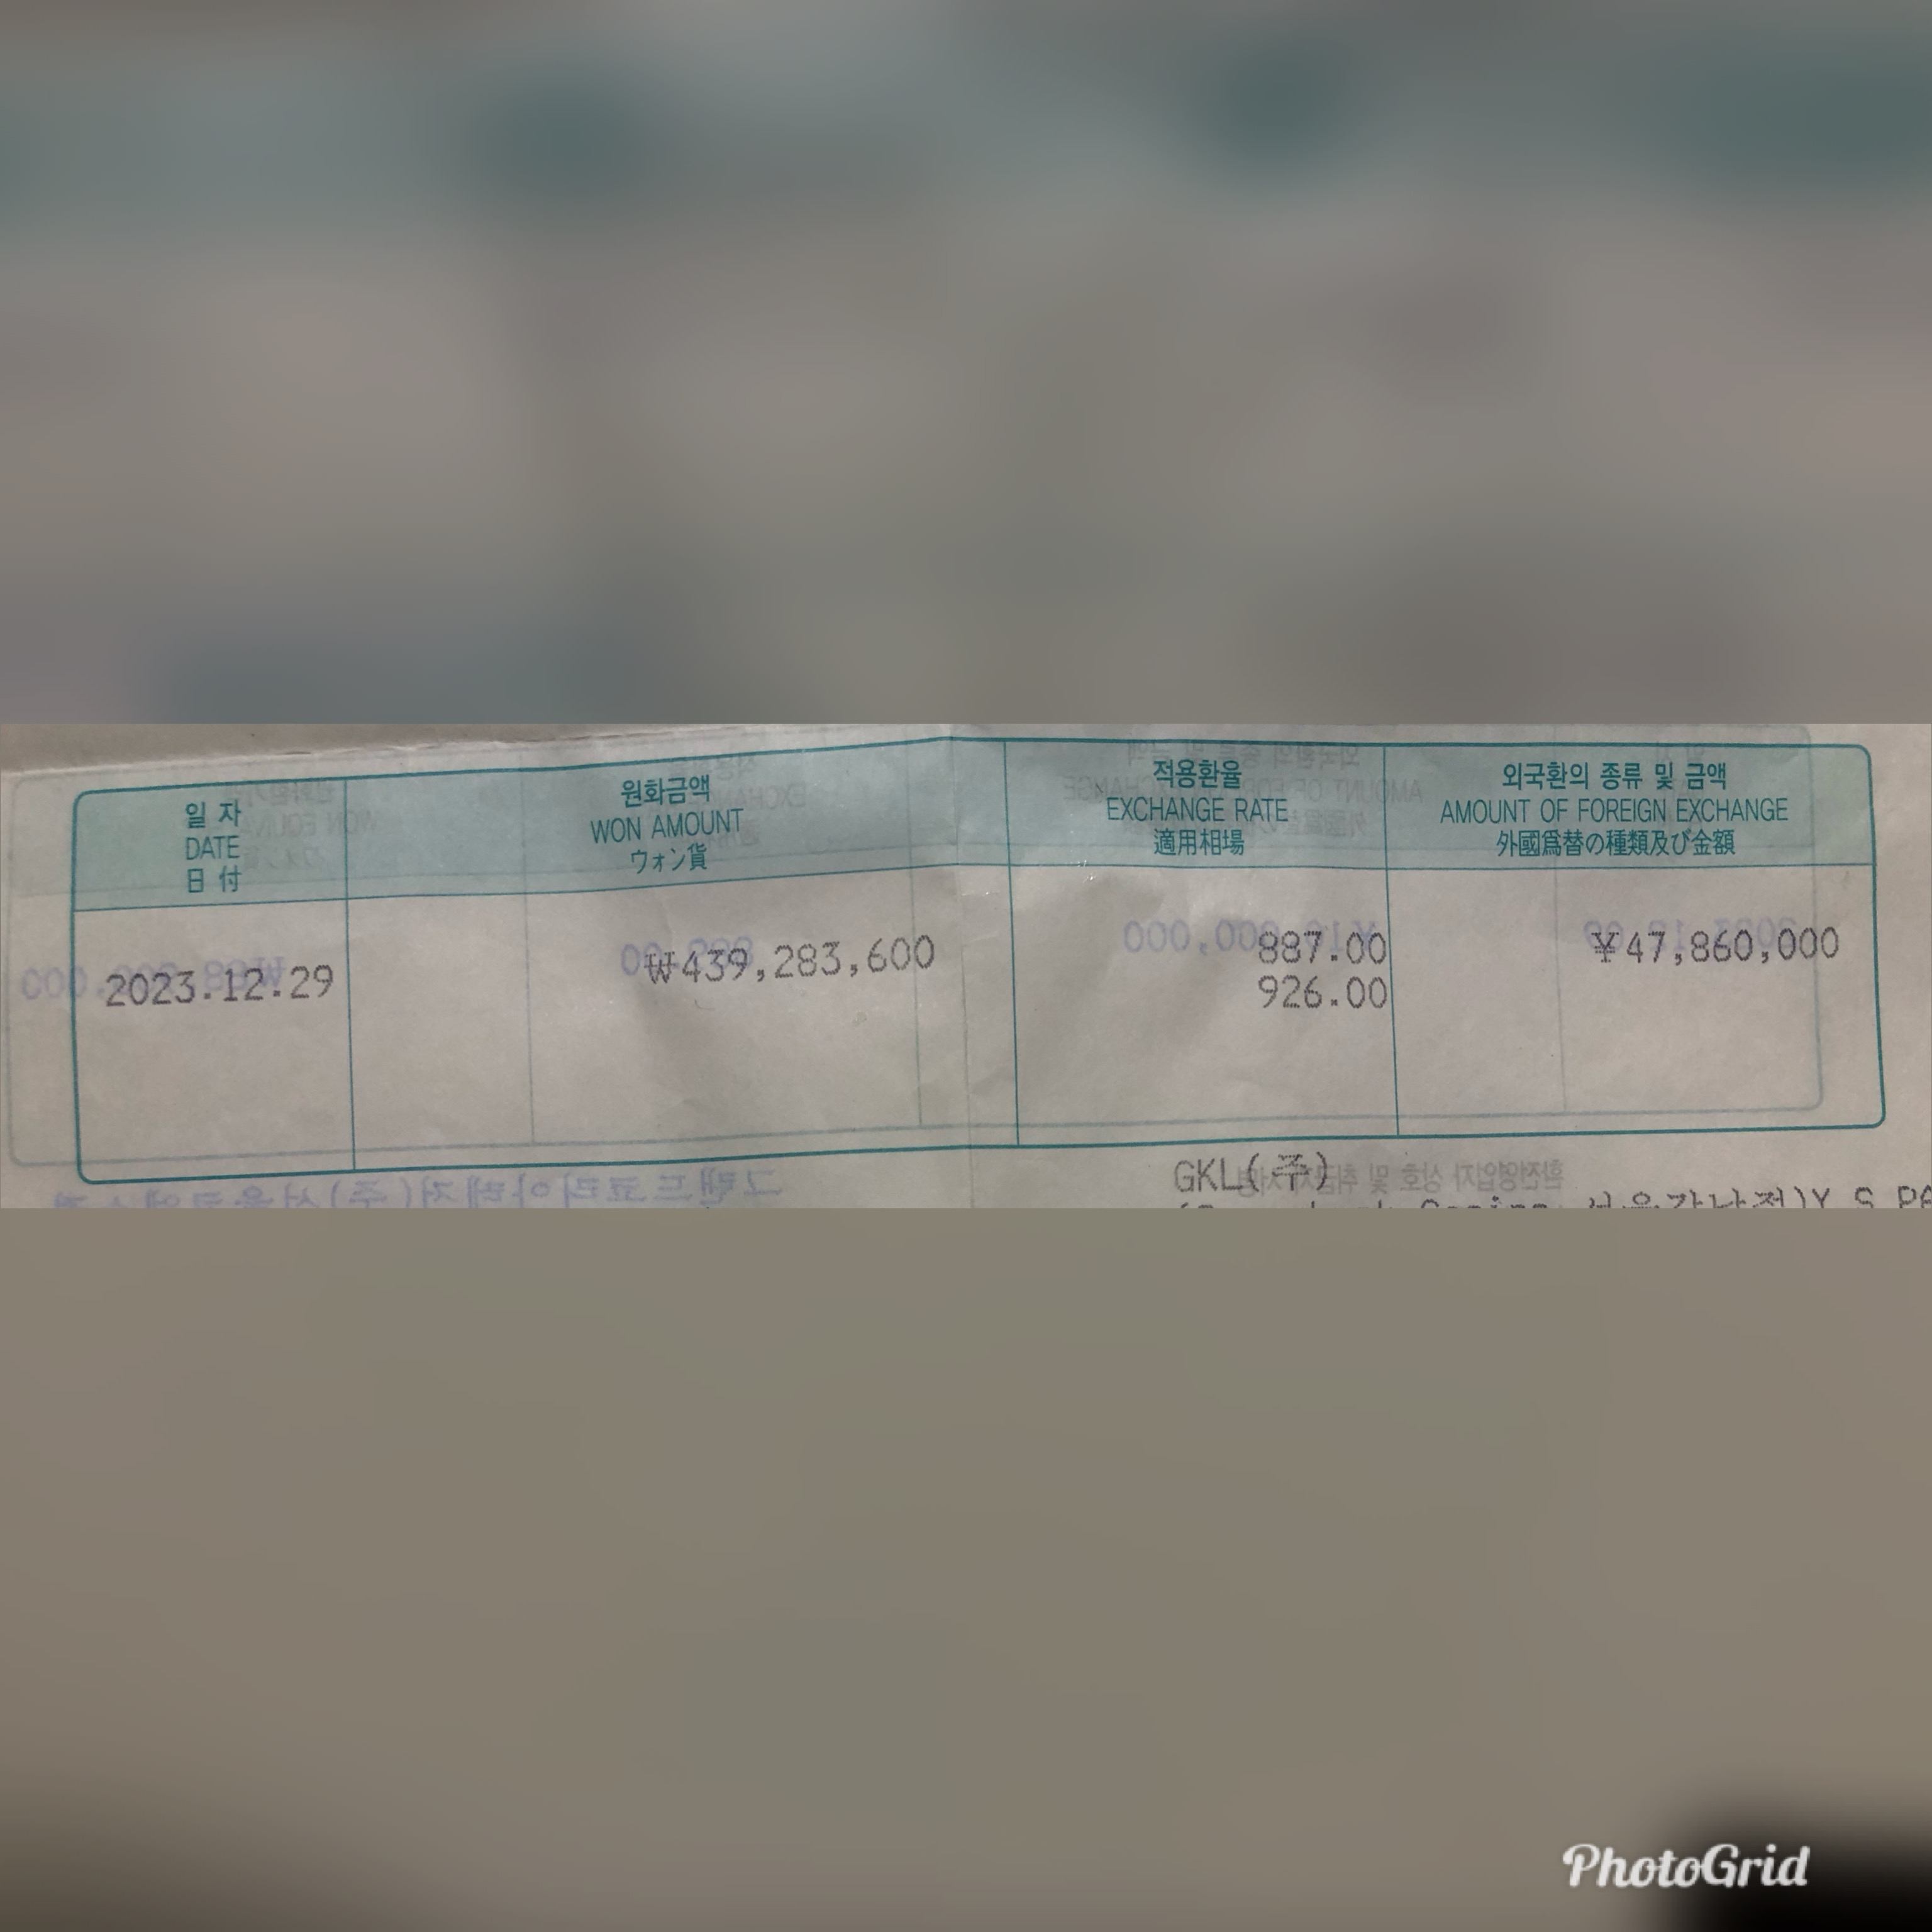 일 자
DATE
日 付
원화금액
WON AMOUNT
ウォン貨
적용환율
EXCHANGE RATE
適用相場
외국환의 종류 및 금액
AMOUNT OF FOREIGN EXCHANGE
外國爲替の種類及び金額
2023.12.29
₩439,283,600
887.00
926.00
¥47,860,000
GKL(주)
PhotoGrid